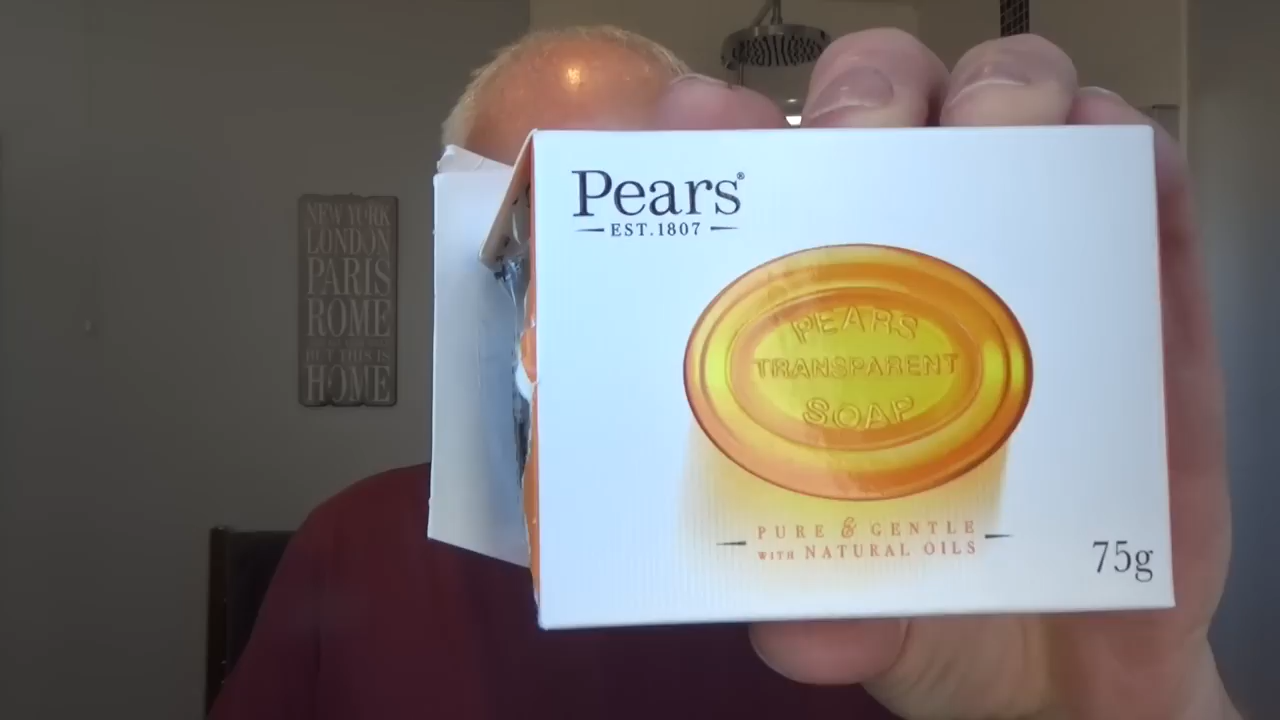 NEW YORK
LONDON
PARIS
ROME
BUT THIS IS
HOME
Pears®
EST.1807
PEARS
TRANSPARENT
SOAP
PURE & GENTLE
WITH NATURAL OILS
75g